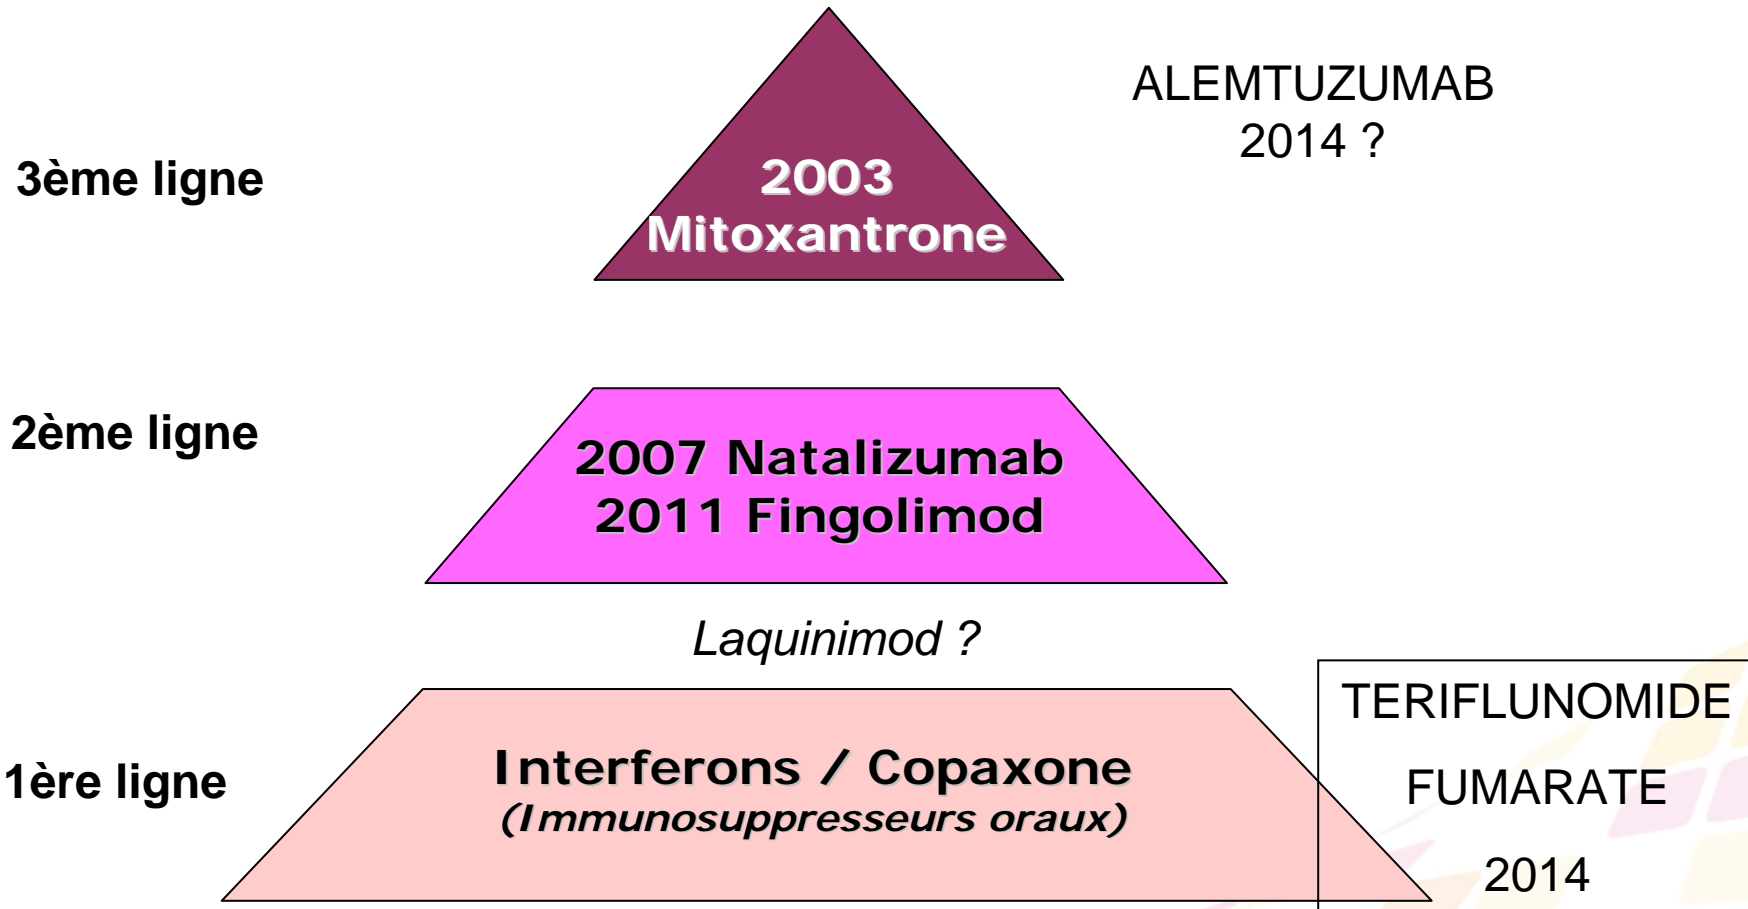 ALEMTUZUMAB
2014 ?
3ème ligne
2003
Mitoxantrone
2ème ligne
2007 Natalizumab
2011 Fingolimod
Laquinimod ?
1ère ligne
Interferons / Copaxone
(Immunosuppresseurs oraux)
TERIFLUNOMIDE
FUMARATE
2014